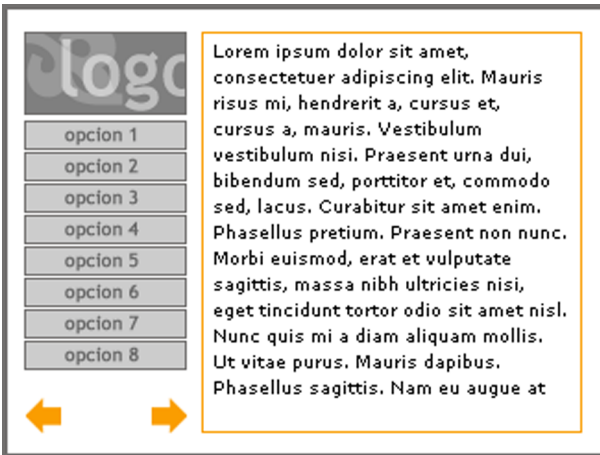 logo
opcion 1
opcion 2
opcion 3
opcion 4
opcion 5
opcion 6
opcion 7
opcion 8
Lorem ipsum dolor sit amet,
consectetuer adipiscing elit. Mauris
risus mi, hendrerit a, cursus et,
cursus a, mauris. Vestibulum
vestibulum nisi. Praesent urna dui,
bibendum sed, porttitor et, commodo
sed, lacus. Curabitur sit amet enim.
Phasellus pretium. Praesent non nunc.
Morbi euismod, erat et vulputate
sagittis, massa nibh ultricies nisi,
eget tincidunt tortor odio sit amet nisl.
Nunc quis mi a diam aliquam mollis.
Ut vitae purus. Mauris dapibus.
Phasellus sagittis. Nam eu augue at